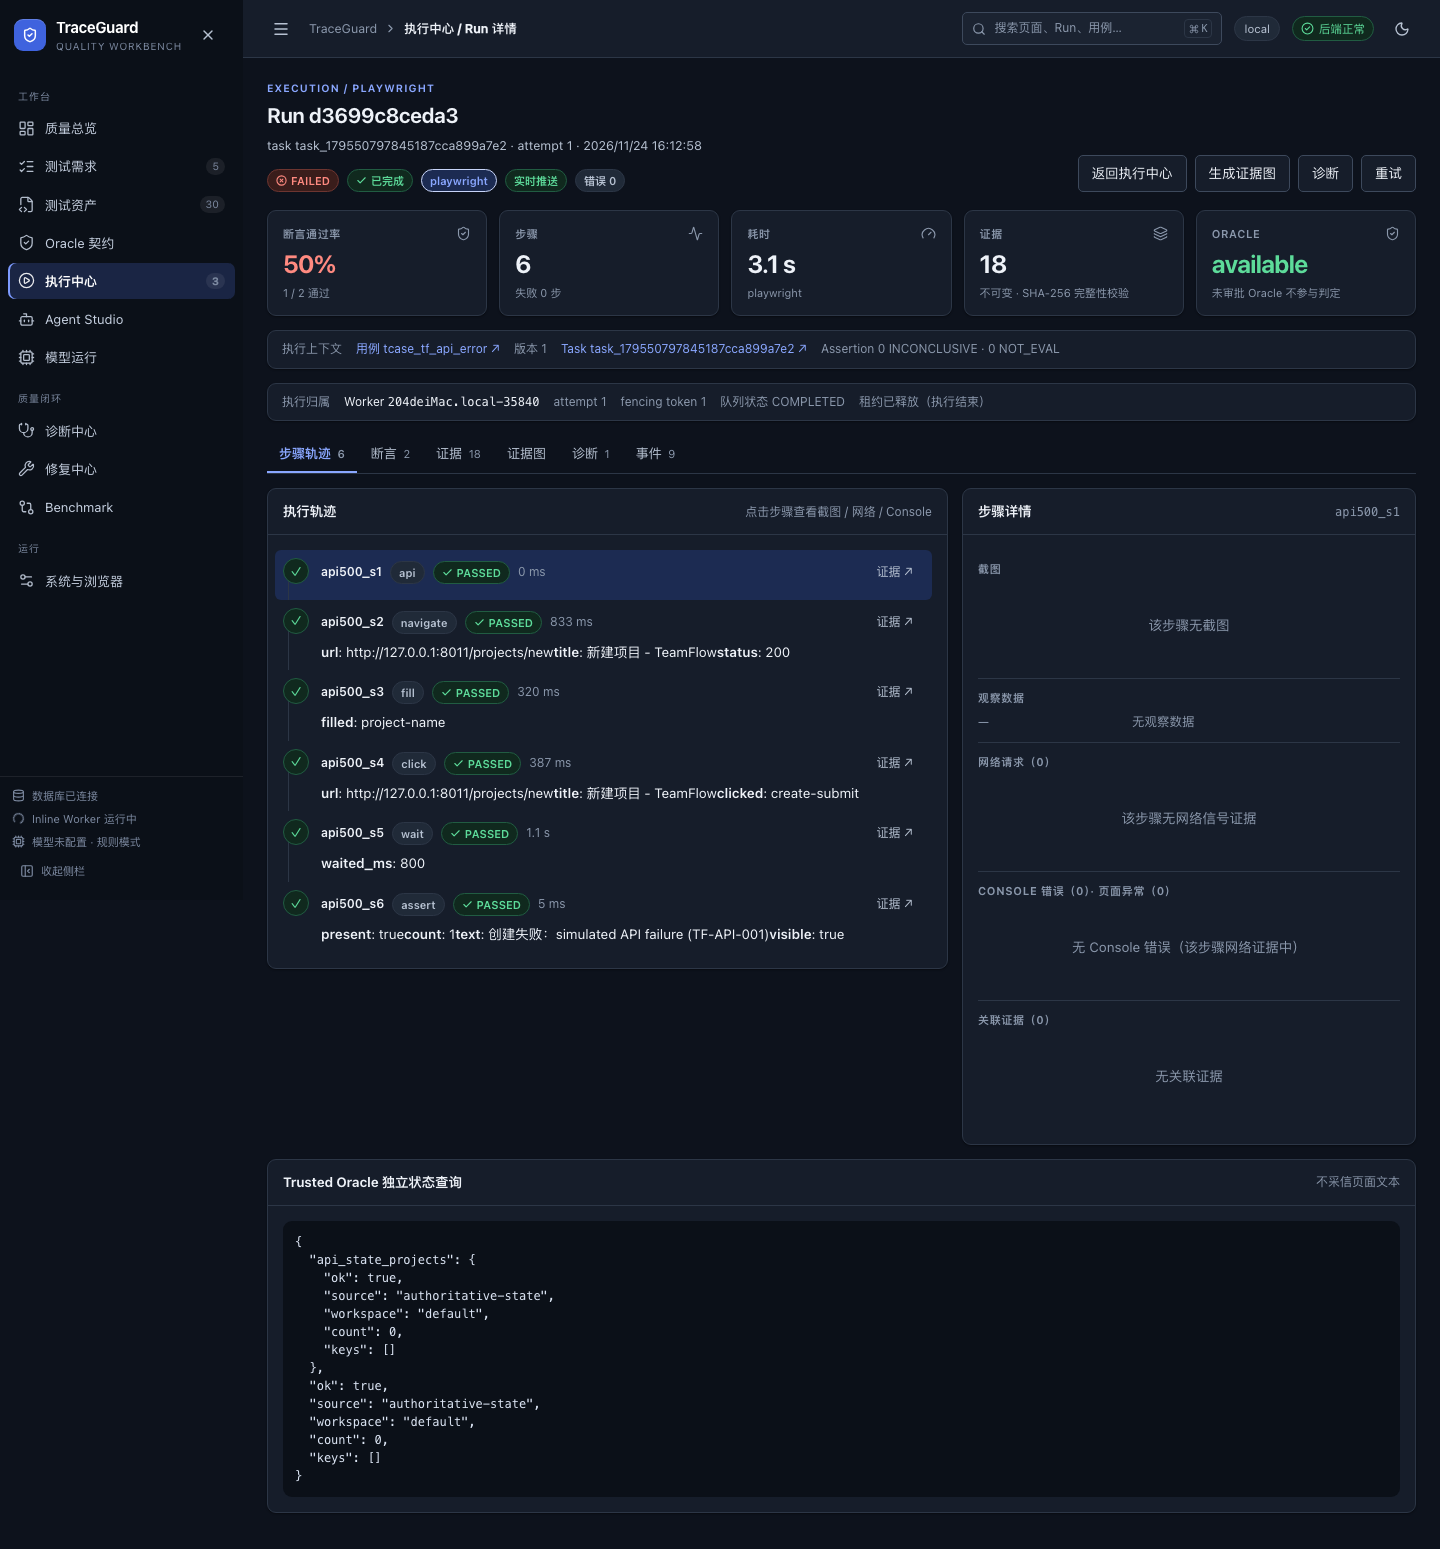 TraceGuard
QUALITY WORKBENCH
工作台
质量总览
测试需求 5
测试资产 30
Oracle 契约
执行中心 3
Agent Studio
模型运行
质量闭环
诊断中心
修复中心
Benchmark
运行
系统与浏览器
数据库已连接
Inline Worker 运行中
模型未配置 · 规则模式
收起侧栏
TraceGuard 执行中心 / Run 详情
搜索页面、Run、用例... ⌘ K
local
后端正常
EXECUTION / PLAYWRIGHT
Run d3699c8ceda3
task task_179550797845187cca899a7e2 · attempt 1 · 2026/11/24 16:12:58
FAILED 已完成 playwright 实时推送 错误 0
返回执行中心 生成证据图 诊断 重试
断言通过率
50%
1 / 2 通过
步骤
6
失败 0 步
耗时
3.1 s
playwright
证据
18
不可变 · SHA-256 完整性校验
ORACLE
available
未审批 Oracle 不参与判定
执行上下文 用例 tcase_tf_api_error ↗ 版本 1 Task task_179550797845187cca899a7e2 ↗ Assertion 0 INCONCLUSIVE · 0 NOT_EVAL
执行归属 Worker 204deiMac.local-35840 attempt 1 fencing token 1 队列状态 COMPLETED 租约已释放（执行结束）
步骤轨迹 6 断言 2 证据 18 证据图 诊断 1 事件 9
执行轨迹 点击步骤查看截图 / 网络 / Console
api500_s1 api PASSED 0 ms 证据 ↗
api500_s2 navigate PASSED 833 ms 证据 ↗
url: http://127.0.0.1:8011/projects/newtitle: 新建项目 - TeamFlowstatus: 200
api500_s3 fill PASSED 320 ms 证据 ↗
filled: project-name
api500_s4 click PASSED 387 ms 证据 ↗
url: http://127.0.0.1:8011/projects/newtitle: 新建项目 - TeamFlowclicked: create-submit
api500_s5 wait PASSED 1.1 s 证据 ↗
waited_ms: 800
api500_s6 assert PASSED 5 ms 证据 ↗
present: truecount: 1text: 创建失败：simulated API failure (TF-API-001)visible: true
步骤详情 api500_s1
截图
该步骤无截图
观察数据
— 无观察数据
网络请求（0）
该步骤无网络信号证据
CONSOLE 错误（0）· 页面异常（0）
无 Console 错误（该步骤网络证据中）
关联证据（0）
无关联证据
Trusted Oracle 独立状态查询 不采信页面文本
{
"api_state_projects": {
"ok": true,
"source": "authoritative-state",
"workspace": "default",
"count": 0,
"keys": []
},
"ok": true,
"source": "authoritative-state",
"workspace": "default",
"count": 0,
"keys": []
}